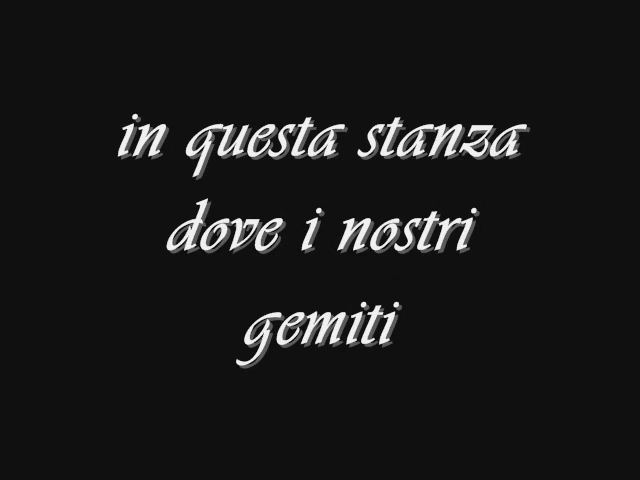 in questa stanza
dove i nostri
gemiti